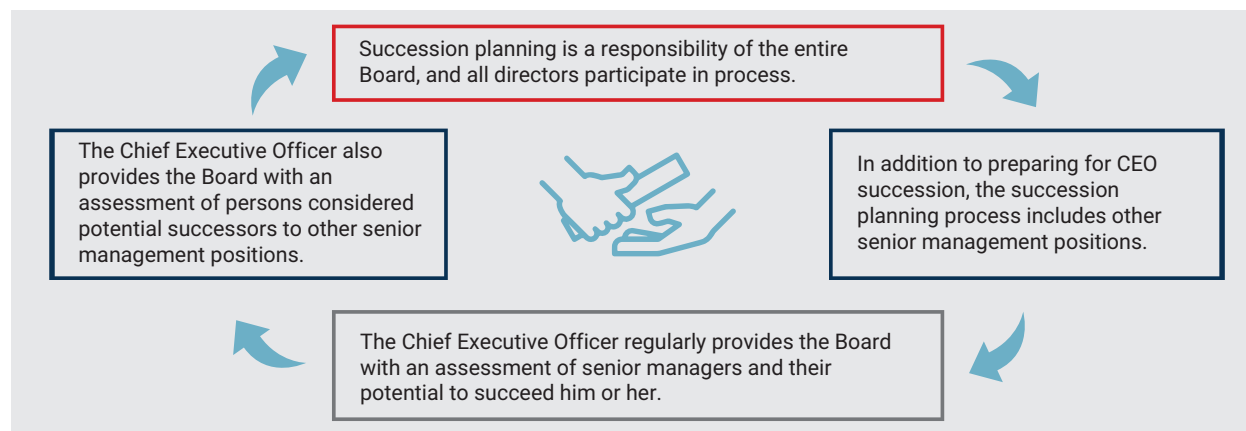 Succession planning is a responsibility of the entire
Board, and all directors participate in process.
In addition to preparing for CEO
succession, the succession
planning process includes other
senior management positions.
The Chief Executive Officer regularly provides the Board
with an assessment of senior managers and their
potential to succeed him or her.
The Chief Executive Officer also
provides the Board with an
assessment of persons considered
potential successors to other senior
management positions.